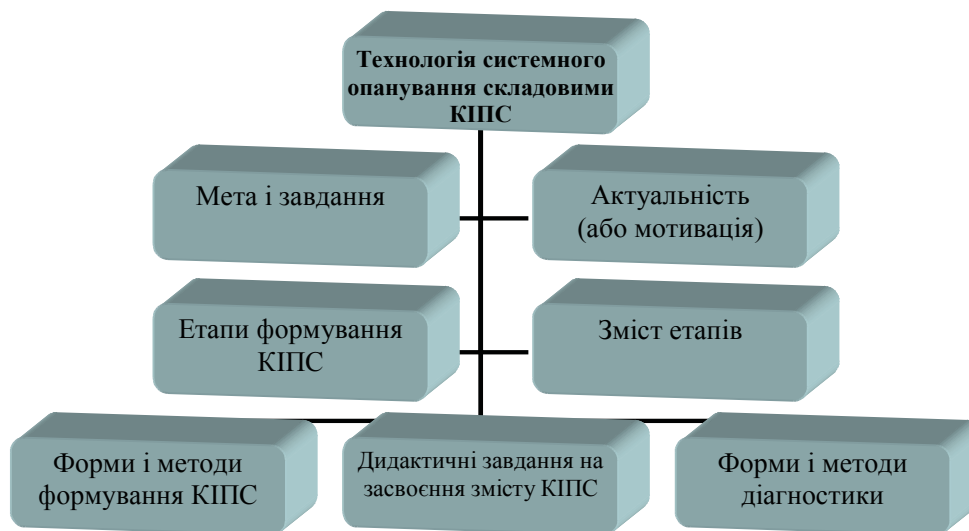 Технологія системного
опанування складовими
КІПС
Мета і завдання
Актуальність
(або мотивація)
Етапи формування
КІПС
Зміст етапів
Форми і методи
формування КІПС
Дидактичні завдання на
засвоєння змісту КІПС
Форми і методи
діагностики